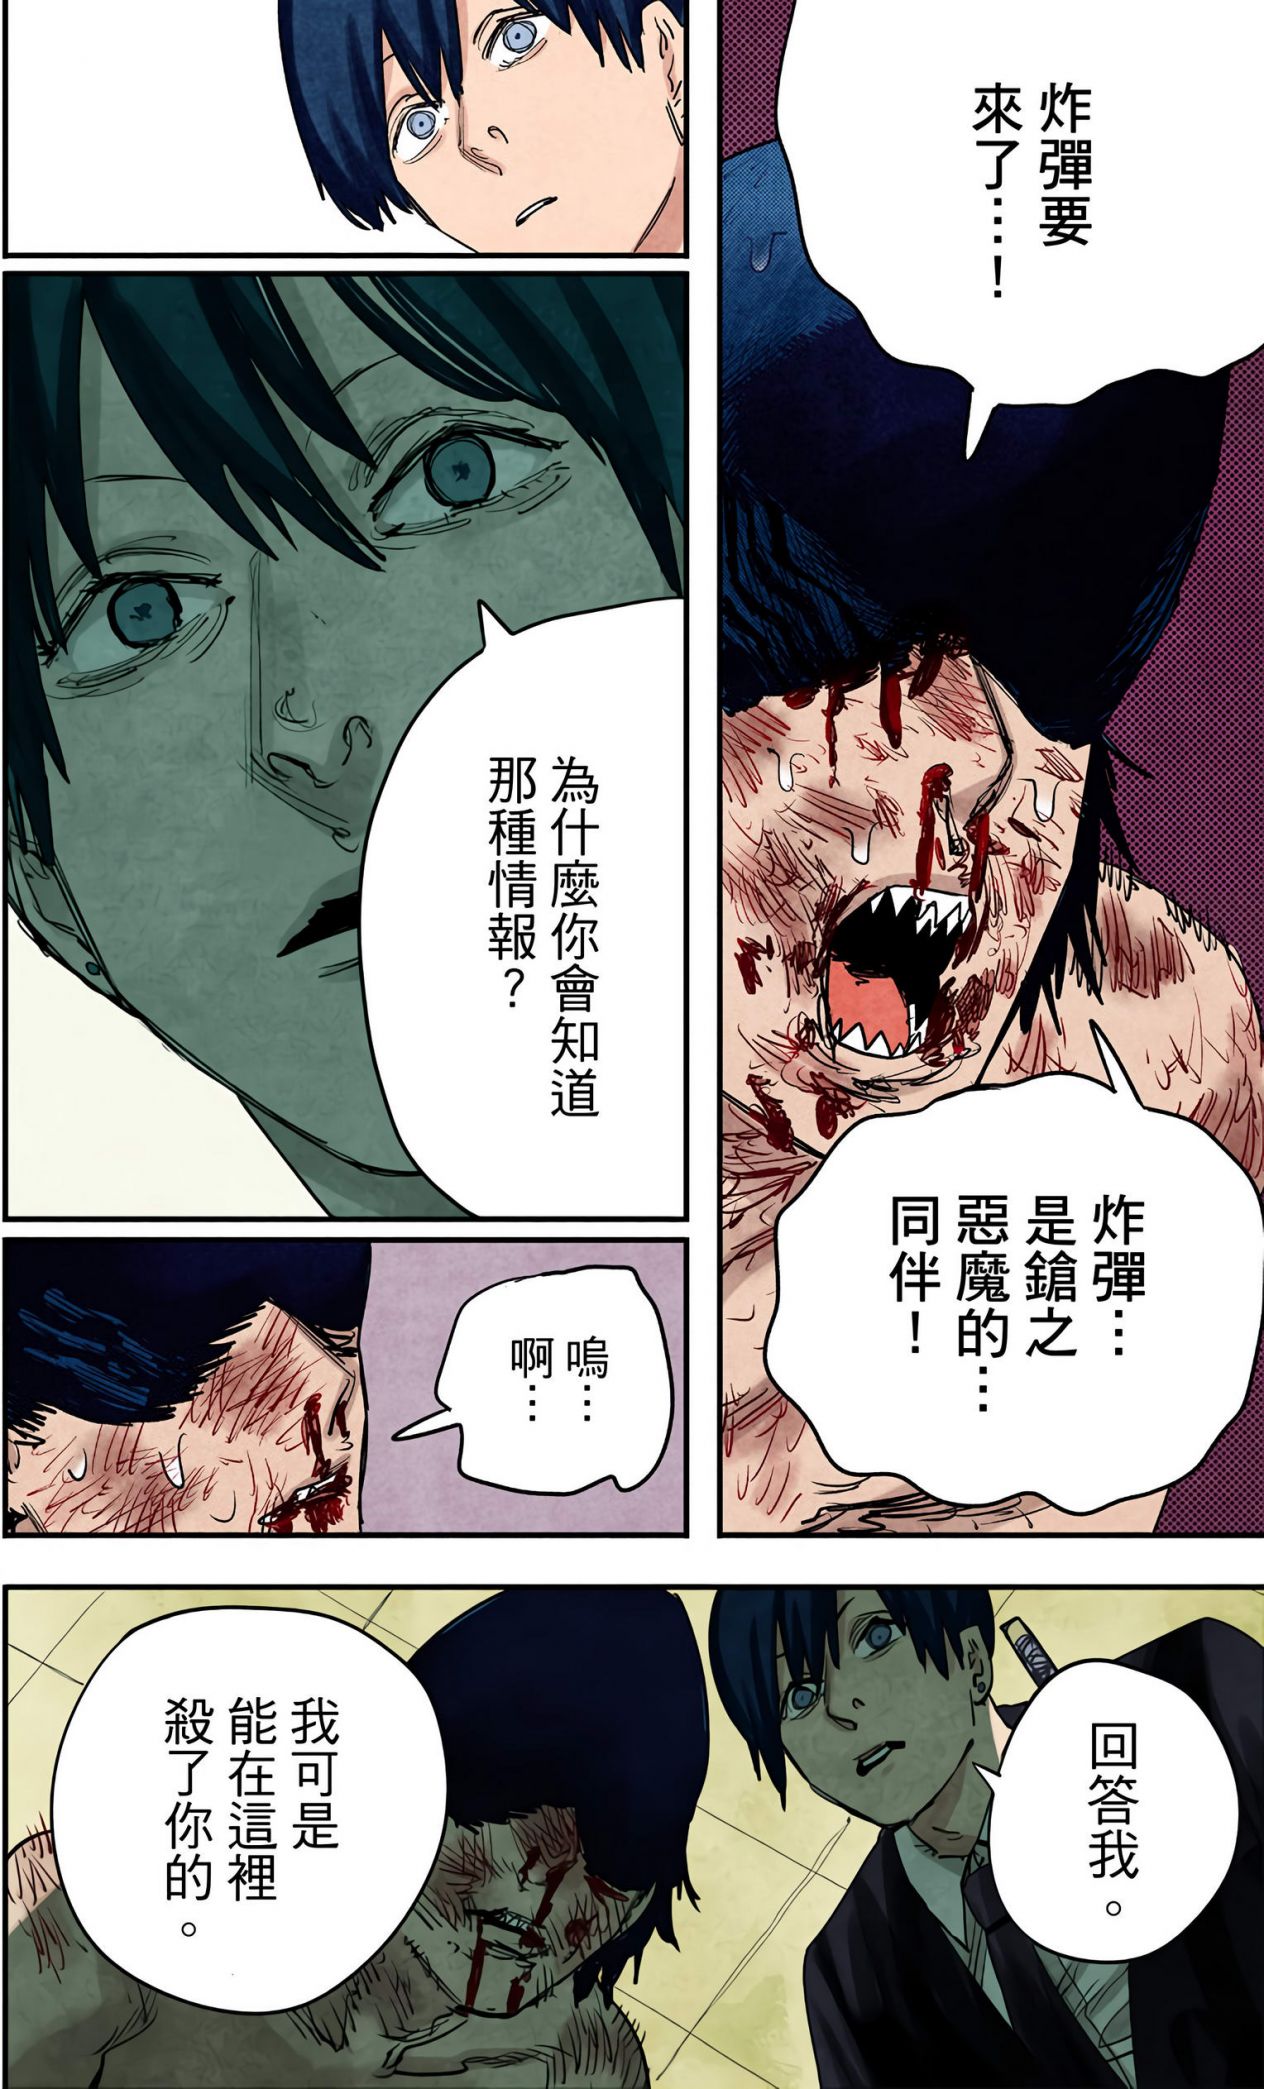 炸彈要
來了…！
炸彈…
是鎗之
惡魔的…
同伴！
為什麼你會知道
那種情報？
嗚…
啊…
回答我。
我可是
能在這裡
殺了你的。